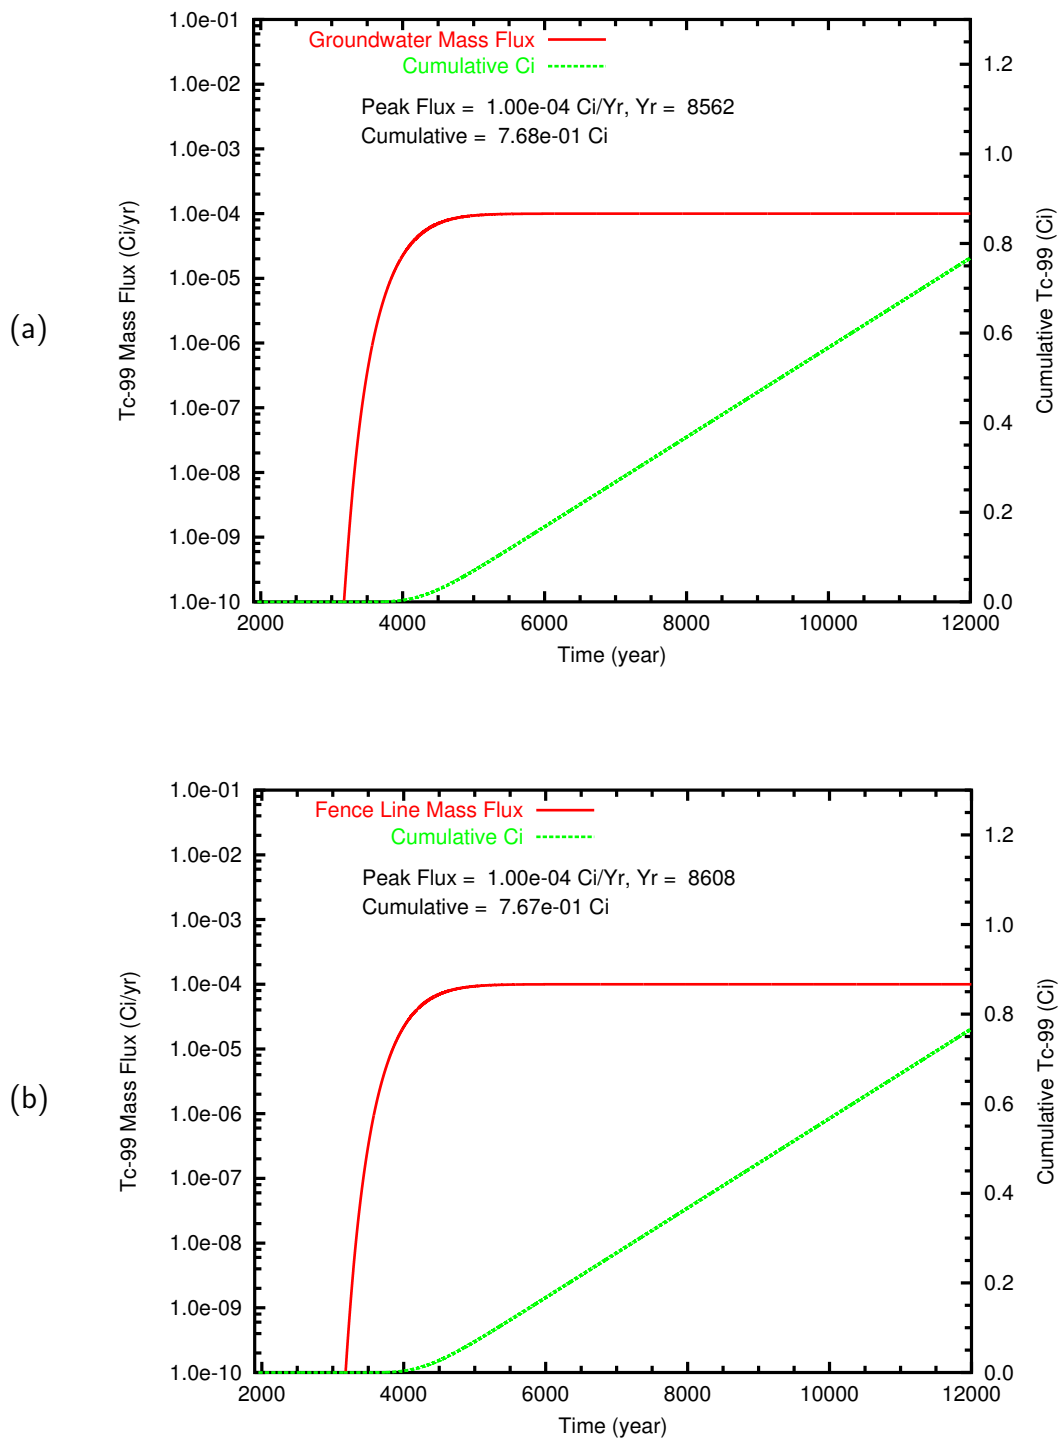 (a)
Tc-99 Mass Flux (Ci/yr)
1.0e-01
1.0e-02
1.0e-03
1.0e-04
1.0e-05
1.0e-06
1.0e-07
1.0e-08
1.0e-09
1.0e-10
Groundwater Mass Flux
Cumulative Ci
Peak Flux = 1.00e-04 Ci/Yr, Yr = 8562
Cumulative = 7.68e-01 Ci
1.2
1.0
0.8
0.6
0.4
0.2
0.0
Cumulative Tc-99 (Ci)
2000 4000 6000 8000 10000 12000
Time (year)
(b)
Tc-99 Mass Flux (Ci/yr)
1.0e-01
1.0e-02
1.0e-03
1.0e-04
1.0e-05
1.0e-06
1.0e-07
1.0e-08
1.0e-09
1.0e-10
Fence Line Mass Flux
Cumulative Ci
Peak Flux = 1.00e-04 Ci/Yr, Yr = 8608
Cumulative = 7.67e-01 Ci
1.2
1.0
0.8
0.6
0.4
0.2
0.0
Cumulative Tc-99 (Ci)
2000 4000 6000 8000 10000 12000
Time (year)